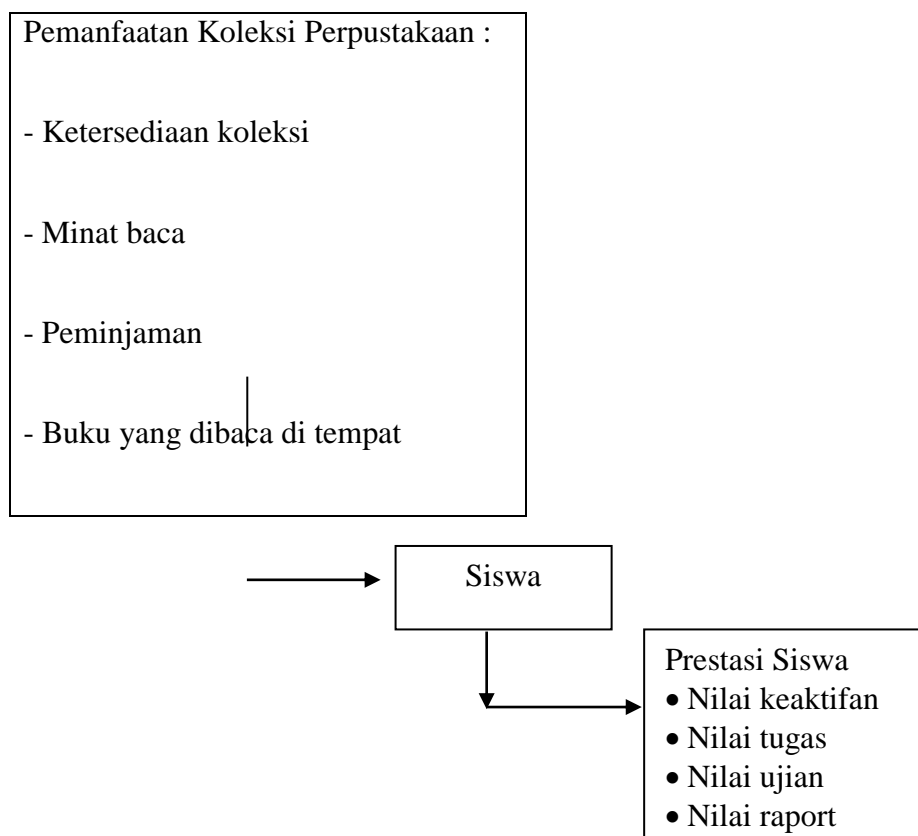 Pemanfaatan Koleksi Perpustakaan :
- Ketersediaan koleksi
- Minat baca
- Peminjaman
- Buku yang dibaca di tempat
Siswa
Prestasi Siswa
• Nilai keaktifan
• Nilai tugas
• Nilai ujian
• Nilai raport